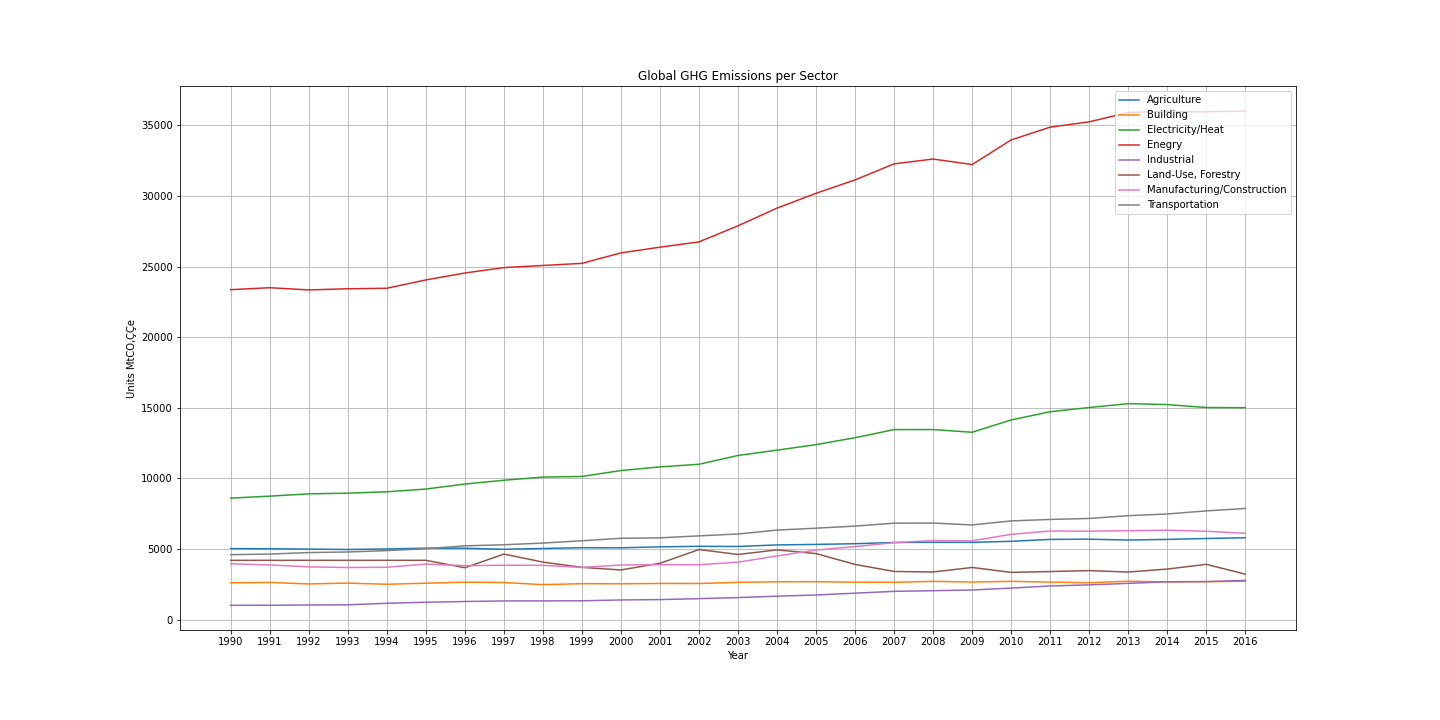 Global GHG Emissions per Sector
Agriculture
Building
Electricity/Heat
Enegry
Industrial
Land-Use, Forestry
Manufacturing/Construction
Transportation
35000
30000
25000
20000
15000
10000
5000
0
Units MtCO‚ÇÇe
1990 1991 1992 1993 1994 1995 1996 1997 1998 1999 2000 2001 2002 2003 2004 2005 2006 2007 2008 2009 2010 2011 2012 2013 2014 2015 2016
Year